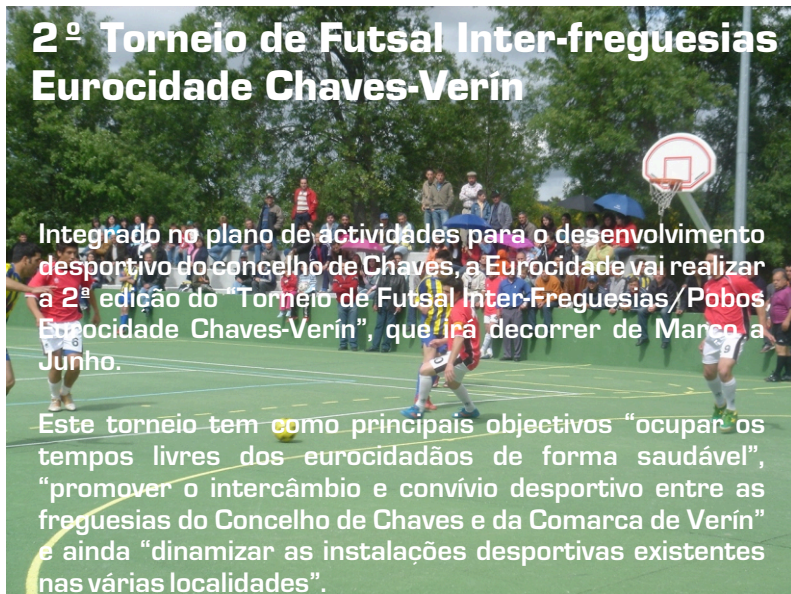 2º Torneio de Futsal Inter-freguesias
Eurocidade Chaves-Verín
Integrado no plano de actividades para o desenvolvimento
desportivo do concelho de Chaves, a Eurocidade vai realizar
a 2ª edição do “Torneio de Futsal Inter-Freguesias/Pobos
Eurocidade Chaves-Verín”, que irá decorrer de Março a
Junho.
Este torneio tem como principais objectivos “ocupar os
tempos livres dos eurocidadãos de forma saudável”,
“promover o intercâmbio e convívio desportivo entre as
freguesias do Concelho de Chaves e da Comarca de Verín”
e ainda “dinamizar as instalações desportivas existentes
nas várias localidades”.
6
9